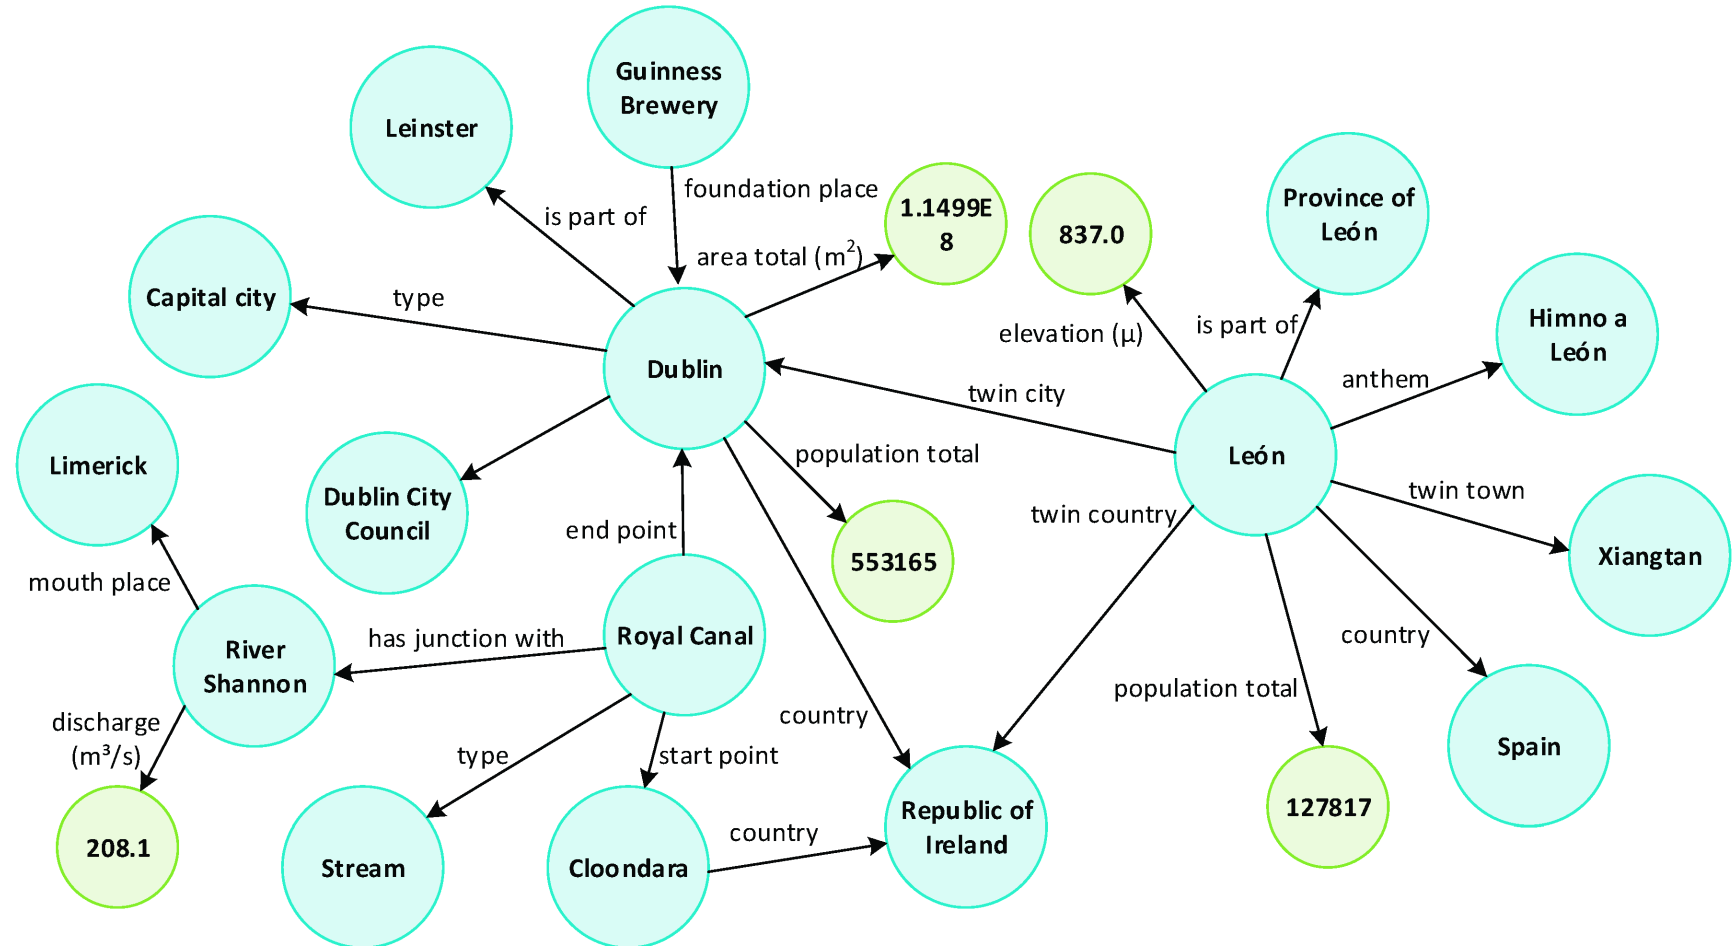 Guinness
Brewery
Leinster
foundation place
is part of
1.1499E
8
area total (m²)
837.0
Province of
León
Capital city
type
elevation (µ)
is part of
Himno a
León
Dublin
twin city
anthem
León
Limerick
Dublin City
Council
population total
twin town
Xiangtan
end point
553165
twin country
mouth place
River
Shannon
has junction with
Royal Canal
country
population total
discharge
(m³/s)
type
start point
country
Spain
208.1
Stream
Cloondara
country
Republic of
Ireland
127817